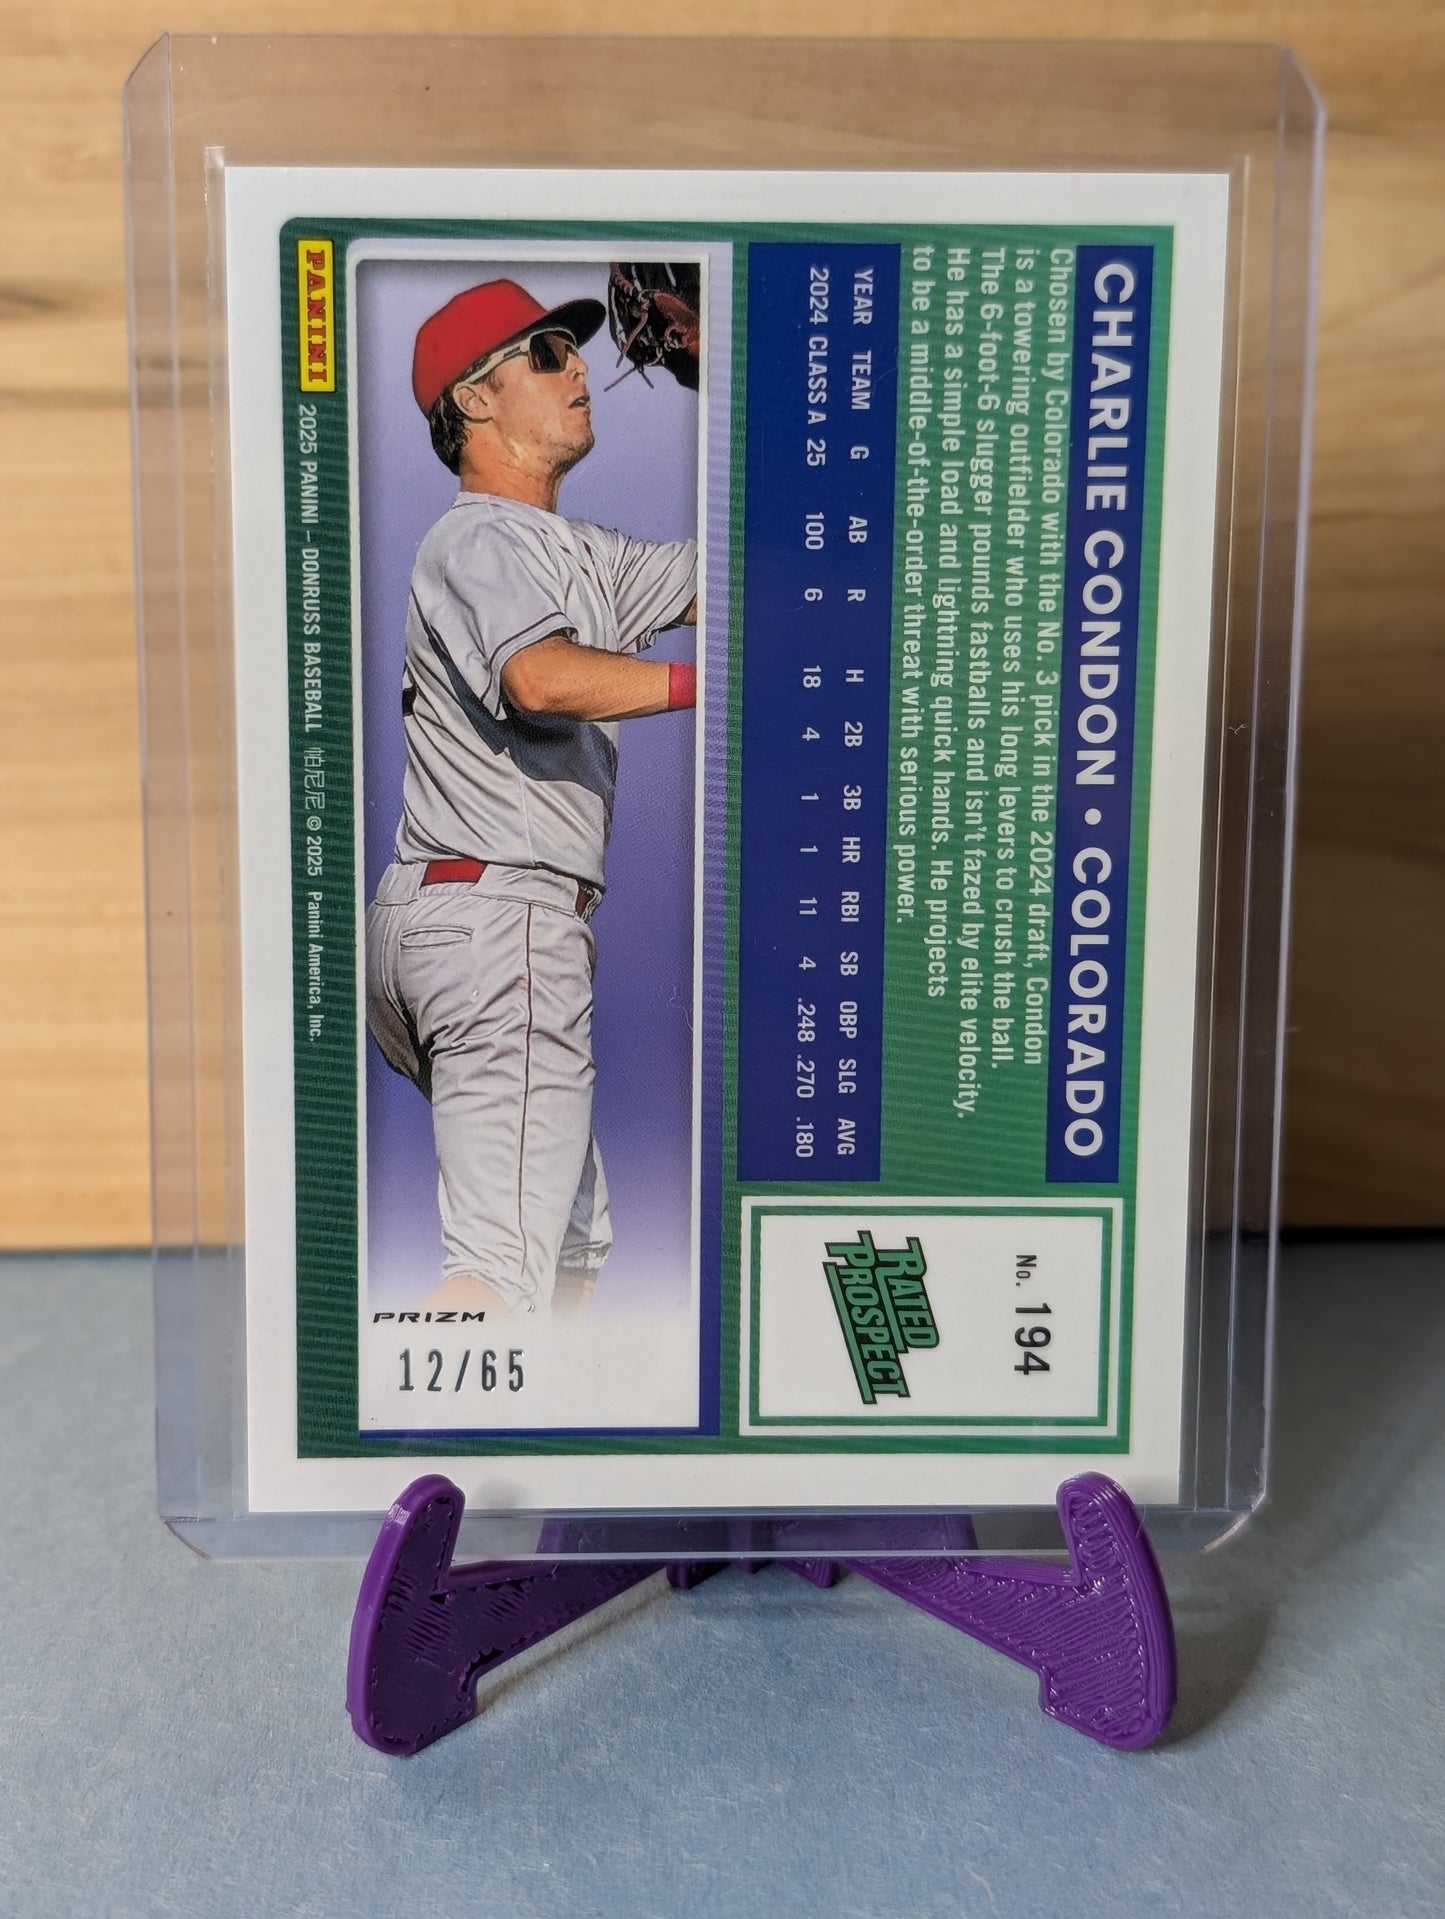 CHARLIE CONDON • COLORADO
Chosen by Colorado with the No. 3 pick in the 2024 draft, Condon
is a towering outfielder who uses his long levers to crush the ball.
The 6-foot-6 slugger pounds fastballs and isn't fazed by elite velocity.
He has a simple load and lightning quick hands. He projects
to be a middle-of-the-order threat with serious power.
YEAR TEAM G AB R H 2B 3B HR RBI SB OBP SLG AVG
2024 CLASS A 25 100 6 18 4 1 1 11 4 .248 .270 .180
No. 194
RATED
PROSPECT
PRIZM
12/65
PANINI 2025 PANINI – DONRUSS BASEBALL 帕尼尼 © 2025 Panini America, Inc.